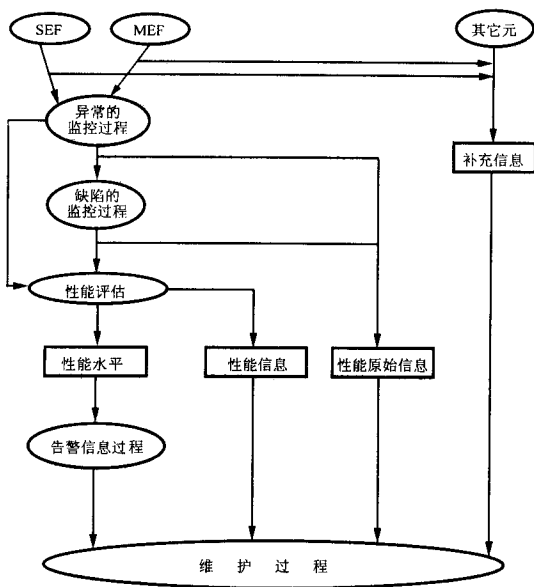 SEF
MEF
其它元
异常的
监控过程
补充信息
缺陷的
监控过程
性能评估
性能水平
性能信息
性能原始信息
告警信息过程
维护过程